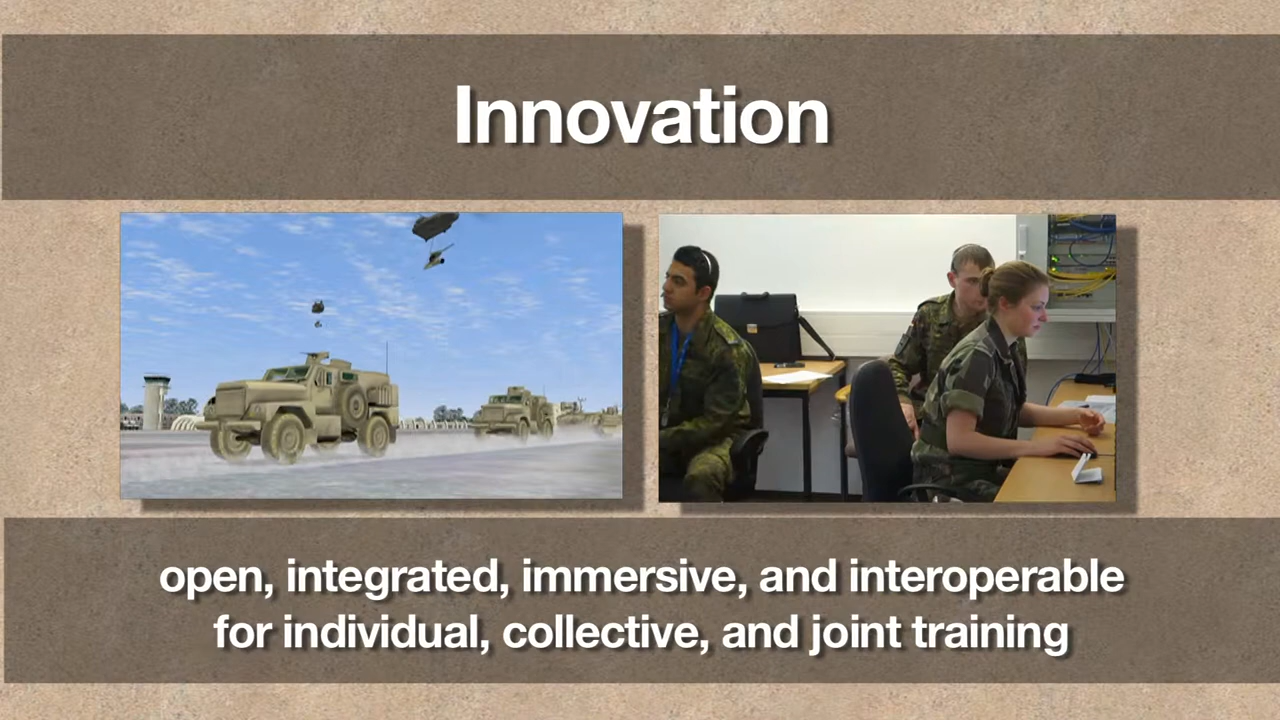 Innovation
open, integrated, immersive, and interoperable
for individual, collective, and joint training